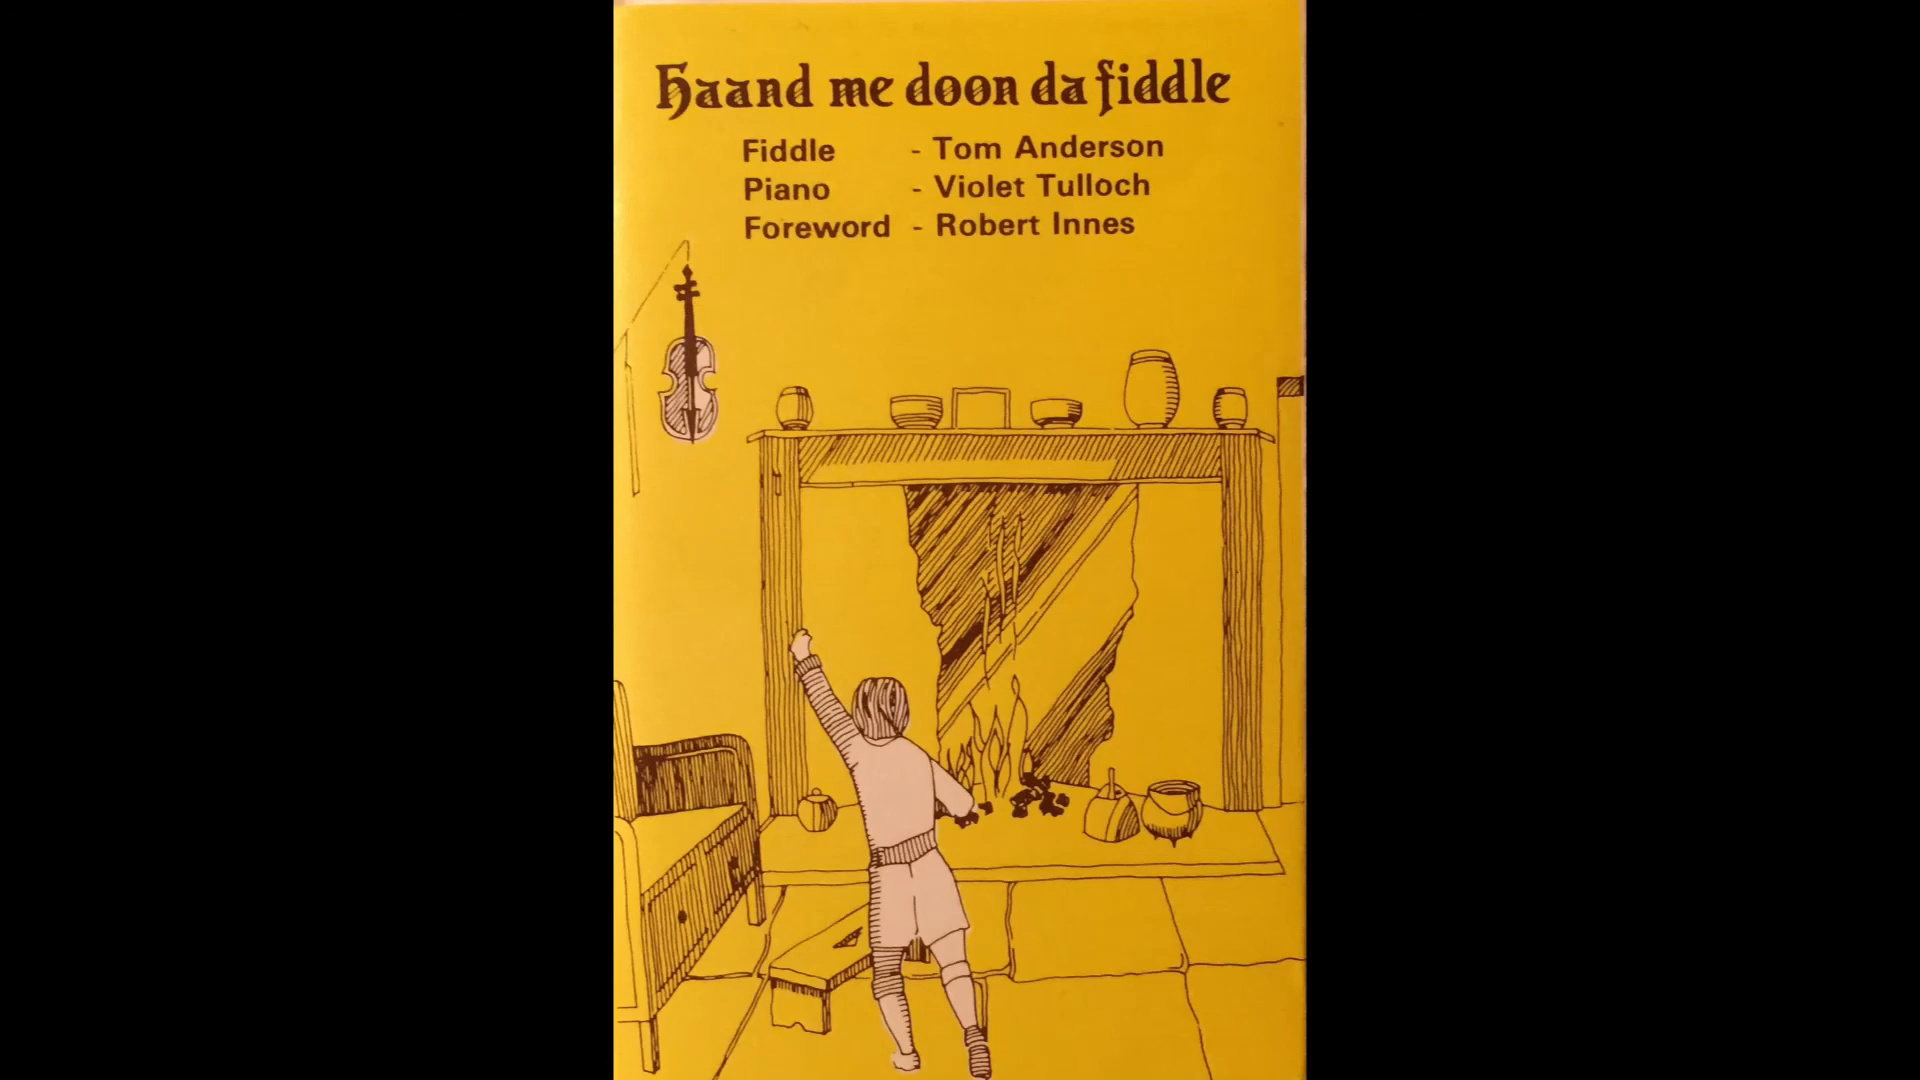 Haand me doon da fiddle
Fiddle - Tom Anderson
Piano - Violet Tulloch
Foreword - Robert Innes